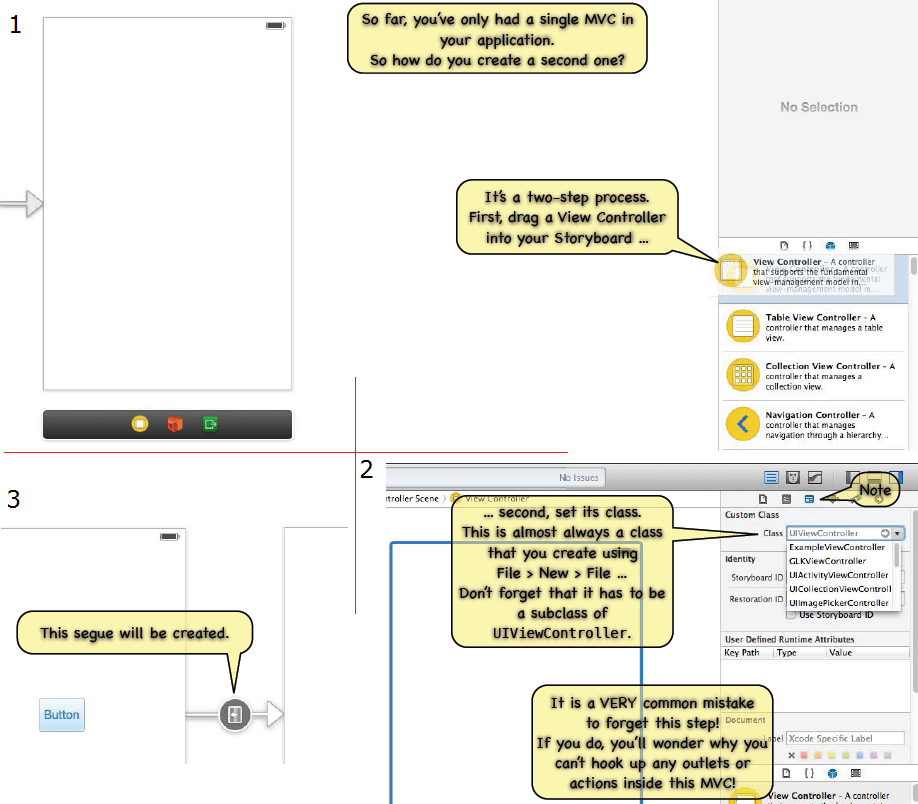 1
So far, you've only had a single MVC in
your application.
So how do you create a second one?
No Selection
It's a two-step process.
First, drag a View Controller
into your Storyboard ...
View Controller - A controller
that supports the fundamental
view-management model in...
Table View Controller - A
controller that manages a table
view.
Collection View Controller - A
controller that manages a
collection view.
Navigation Controller - A
controller that manages
navigation through a hierarchy...
2
No Issues
ntroller Scene
View Controller
Note
... second, set its class.
This is almost always a class
that you create using
File > New > File ...
Don't forget that it has to be
a subclass of
UIViewController.
Custom Class
Class UIViewController
ExampleViewController
GLKViewController
UIActivityViewController
UICollectionViewControll
UIImagePickerController
Identity
Storyboard ID
Restoration ID
Use Storyboard ID
User Defined Runtime Attributes
Key Path Type Value
It is a VERY common mistake
to forget this step!
If you do, you'll wonder why you
can't hook up any outlets or
actions inside this MVC!
Document
Xcode Specific Label
View Controller - A controller
that supports the fundamental
3
This segue will be created.
Button